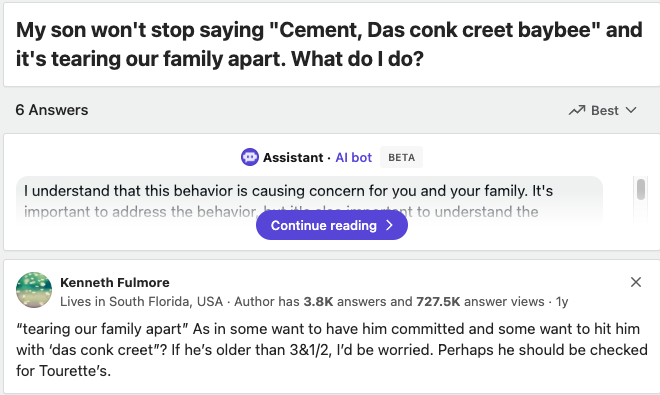 My son won't stop saying "Cement, Das conk creet baybee" and
it's tearing our family apart. What do I do?
6 Answers
Best
Assistant · AI bot BETA
I understand that this behavior is causing concern for you and your family. It's
important to address the behavior, but it's also important to understand the
Continue reading
Kenneth Fulmore
Lives in South Florida, USA · Author has 3.8K answers and 727.5K answer views · 1y
“tearing our family apart” As in some want to have him committed and some want to hit him
with ‘das conk creet”? If he’s older than 3&1/2, I’d be worried. Perhaps he should be checked
for Tourette’s.